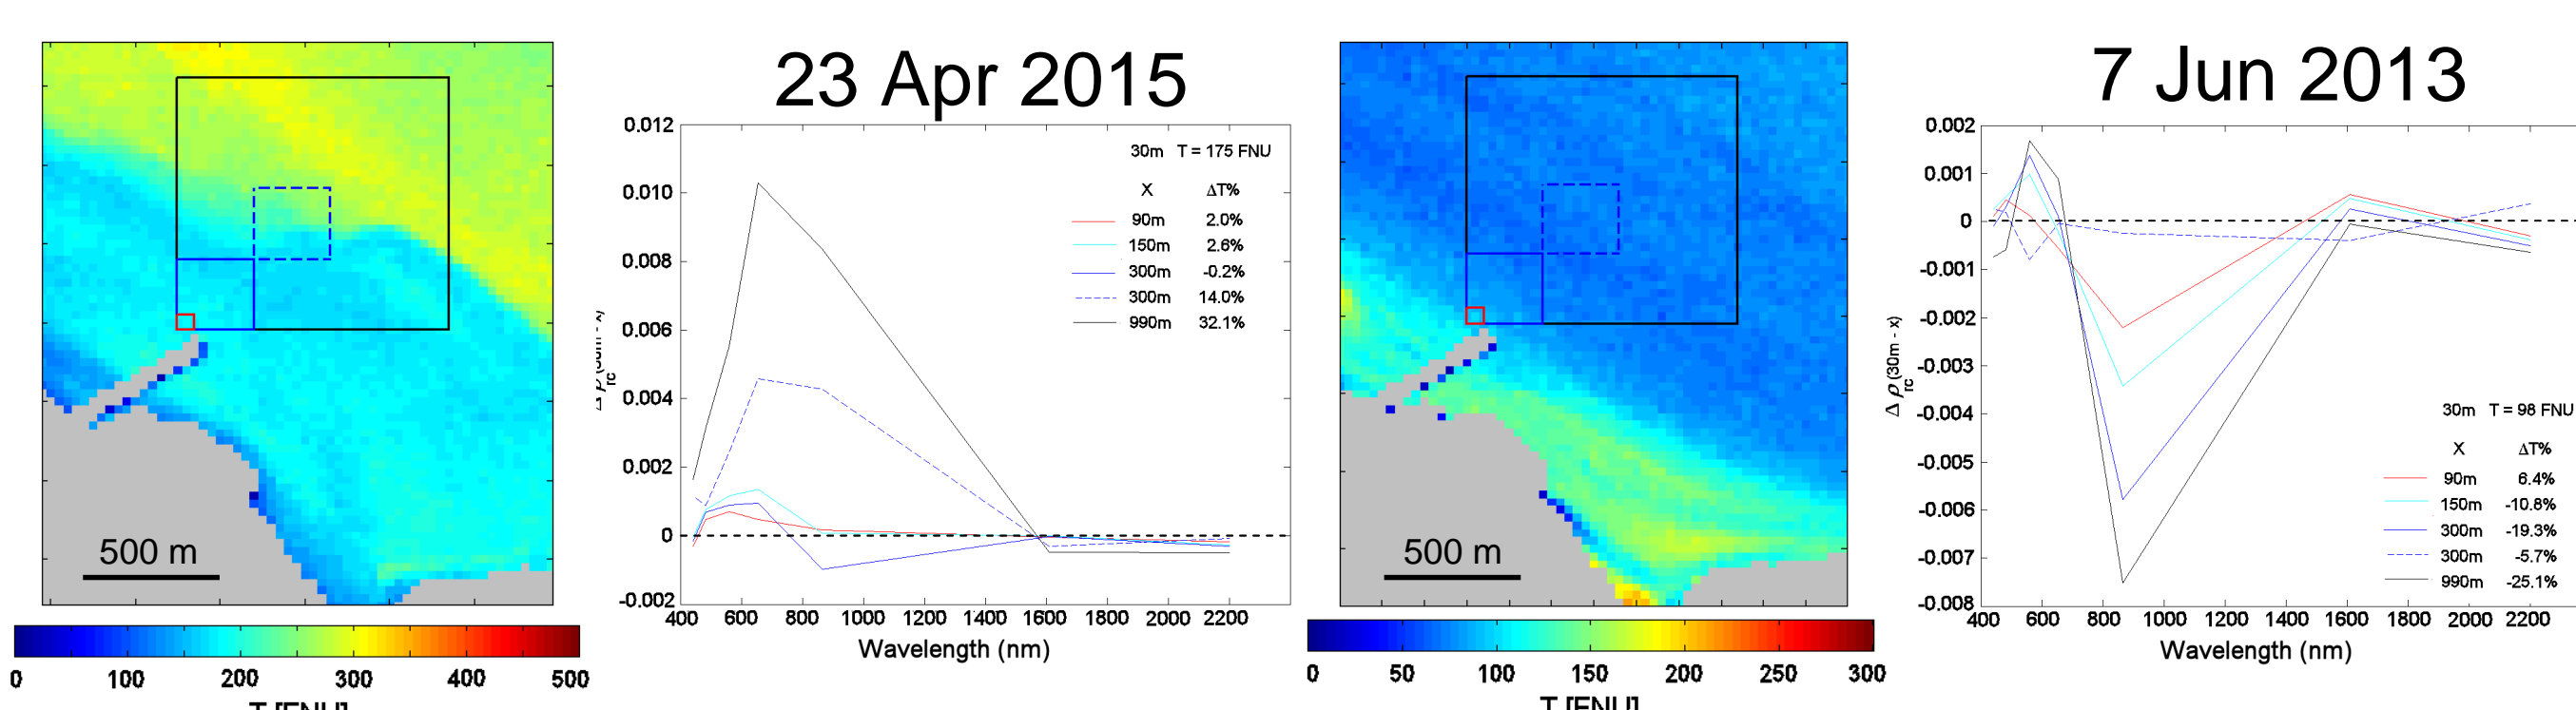 23 Apr 2015
0.012
0.010
0.008
0.006
0.004
0.002
0
-0.002
30m T = 175 FNU
X ΔT%
90m 2.0%
150m 2.6%
300m -0.2%
300m 14.0%
990m 32.1%
400 600 800 1000 1200 1400 1600 1800 2000 2200
Wavelength (nm)
500 m
0 100 200 300 400 500
T [FNU]
7 Jun 2013
0.002
0.001
0
-0.001
-0.002
-0.003
-0.004
-0.005
-0.006
-0.007
-0.008
Δ ρrc (30m - x)
30m T = 98 FNU
X ΔT%
90m 6.4%
150m -10.8%
300m -19.3%
300m -5.7%
990m -25.1%
400 600 800 1000 1200 1400 1600 1800 2000 2200
Wavelength (nm)
500 m
0 50 100 150 200 250 300
T [FNU]